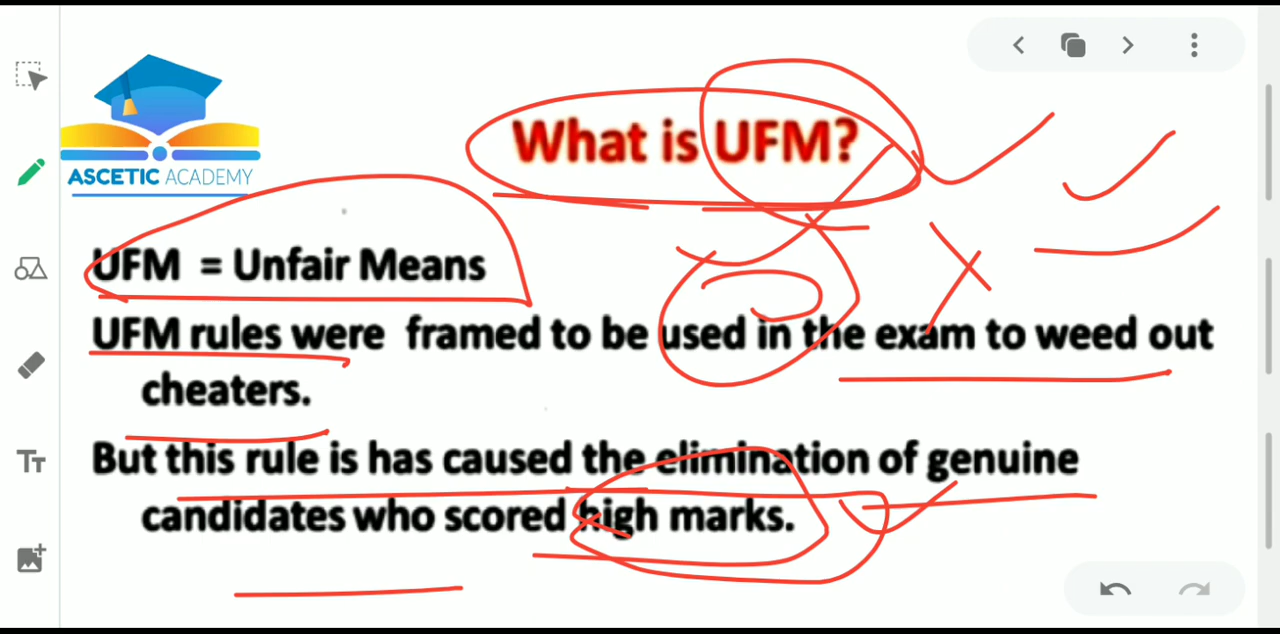 What is UFM?
ASCETIC ACADEMY
UFM = Unfair Means
UFM rules were framed to be used in the exam to weed out
cheaters.
But this rule is has caused the elimination of genuine
candidates who scored high marks.
TT